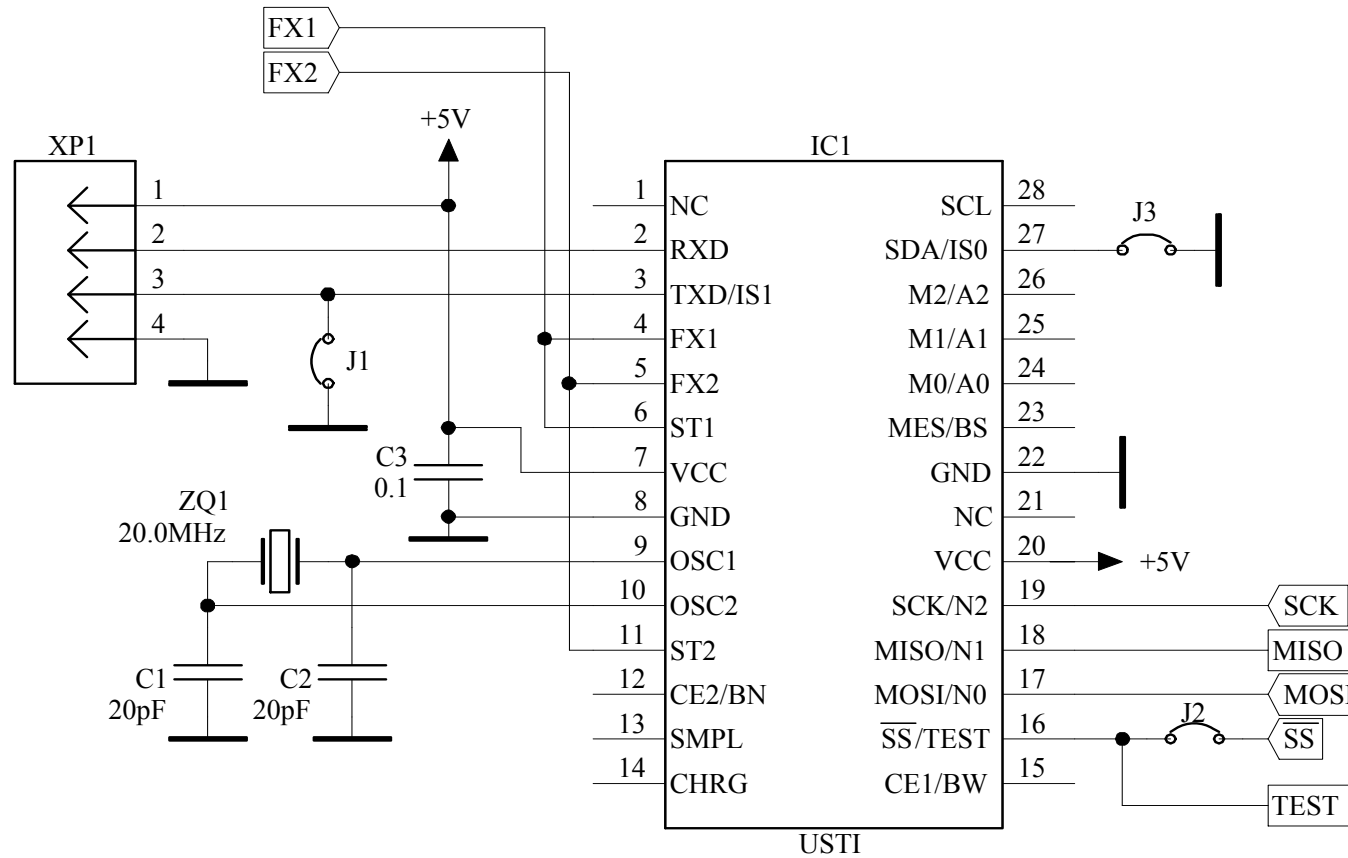 FX1
FX2
+5V
XP1
IC1
1
2
3
4
J1
C3
0.1
ZQ1
20.0MHz
C1
20pF
C2
20pF
1 NC
2 RXD
3 TXD/IS1
4 FX1
5 FX2
6 ST1
7 VCC
8 GND
9 OSC1
10 OSC2
11 ST2
12 CE2/BN
13 SMPL
14 CHRG
SCL 28
SDA/IS0 27
M2/A2 26
M1/A1 25
M0/A0 24
MES/BS 23
GND 22
NC 21
VCC 20
SCK/N2 19
MISO/N1 18
MOSI/N0 17
S̅S̅/TEST 16
CE1/BW 15
J3
+5V
SCK
MISO
MOSI
J2
S̅S̅
TEST
USTI